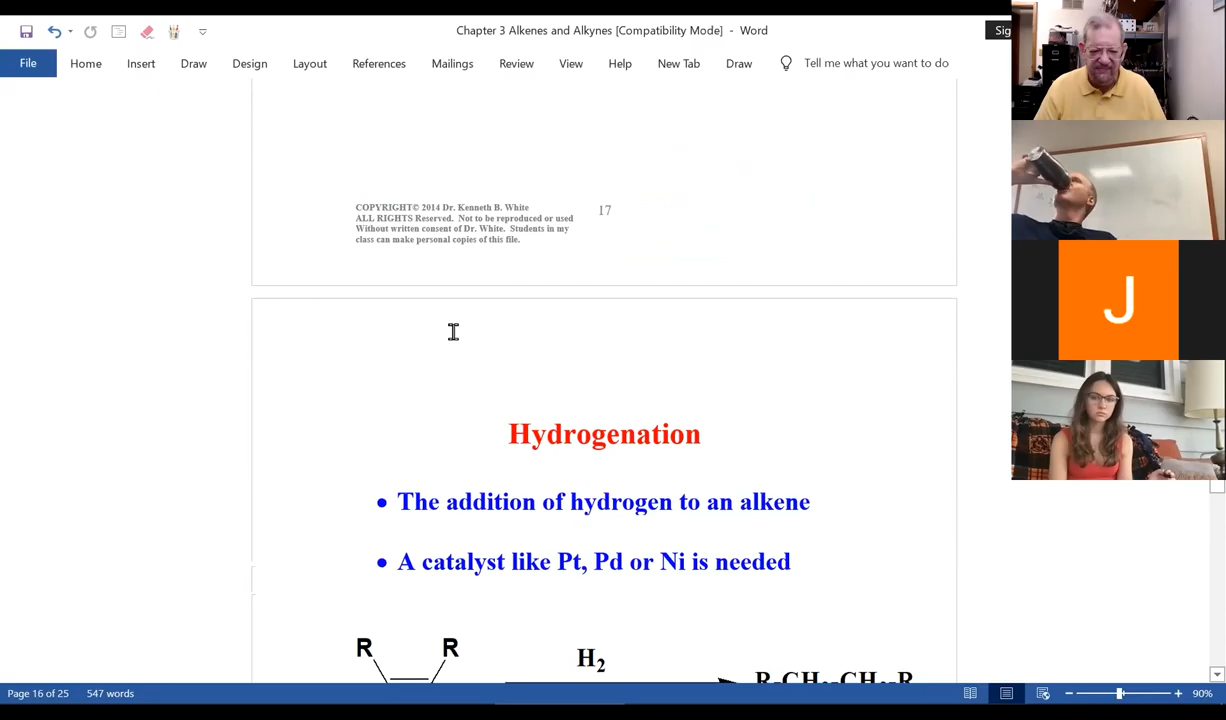 Chapter 3 Alkenes and Alkynes [Compatibility Mode] - Word
Sig
File Home Insert Draw Design Layout References Mailings Review View Help New Tab Draw Tell me what you want to do
COPYRIGHT© 2014 Dr. Kenneth B. White
ALL RIGHTS Reserved. Not to be reproduced or used
Without written consent of Dr. White. Students in my
class can make personal copies of this file.
17
J
Hydrogenation
• The addition of hydrogen to an alkene
• A catalyst like Pt, Pd or Ni is needed
R R
H2
R-CH2-CH2-R
Page 16 of 25 547 words 90%